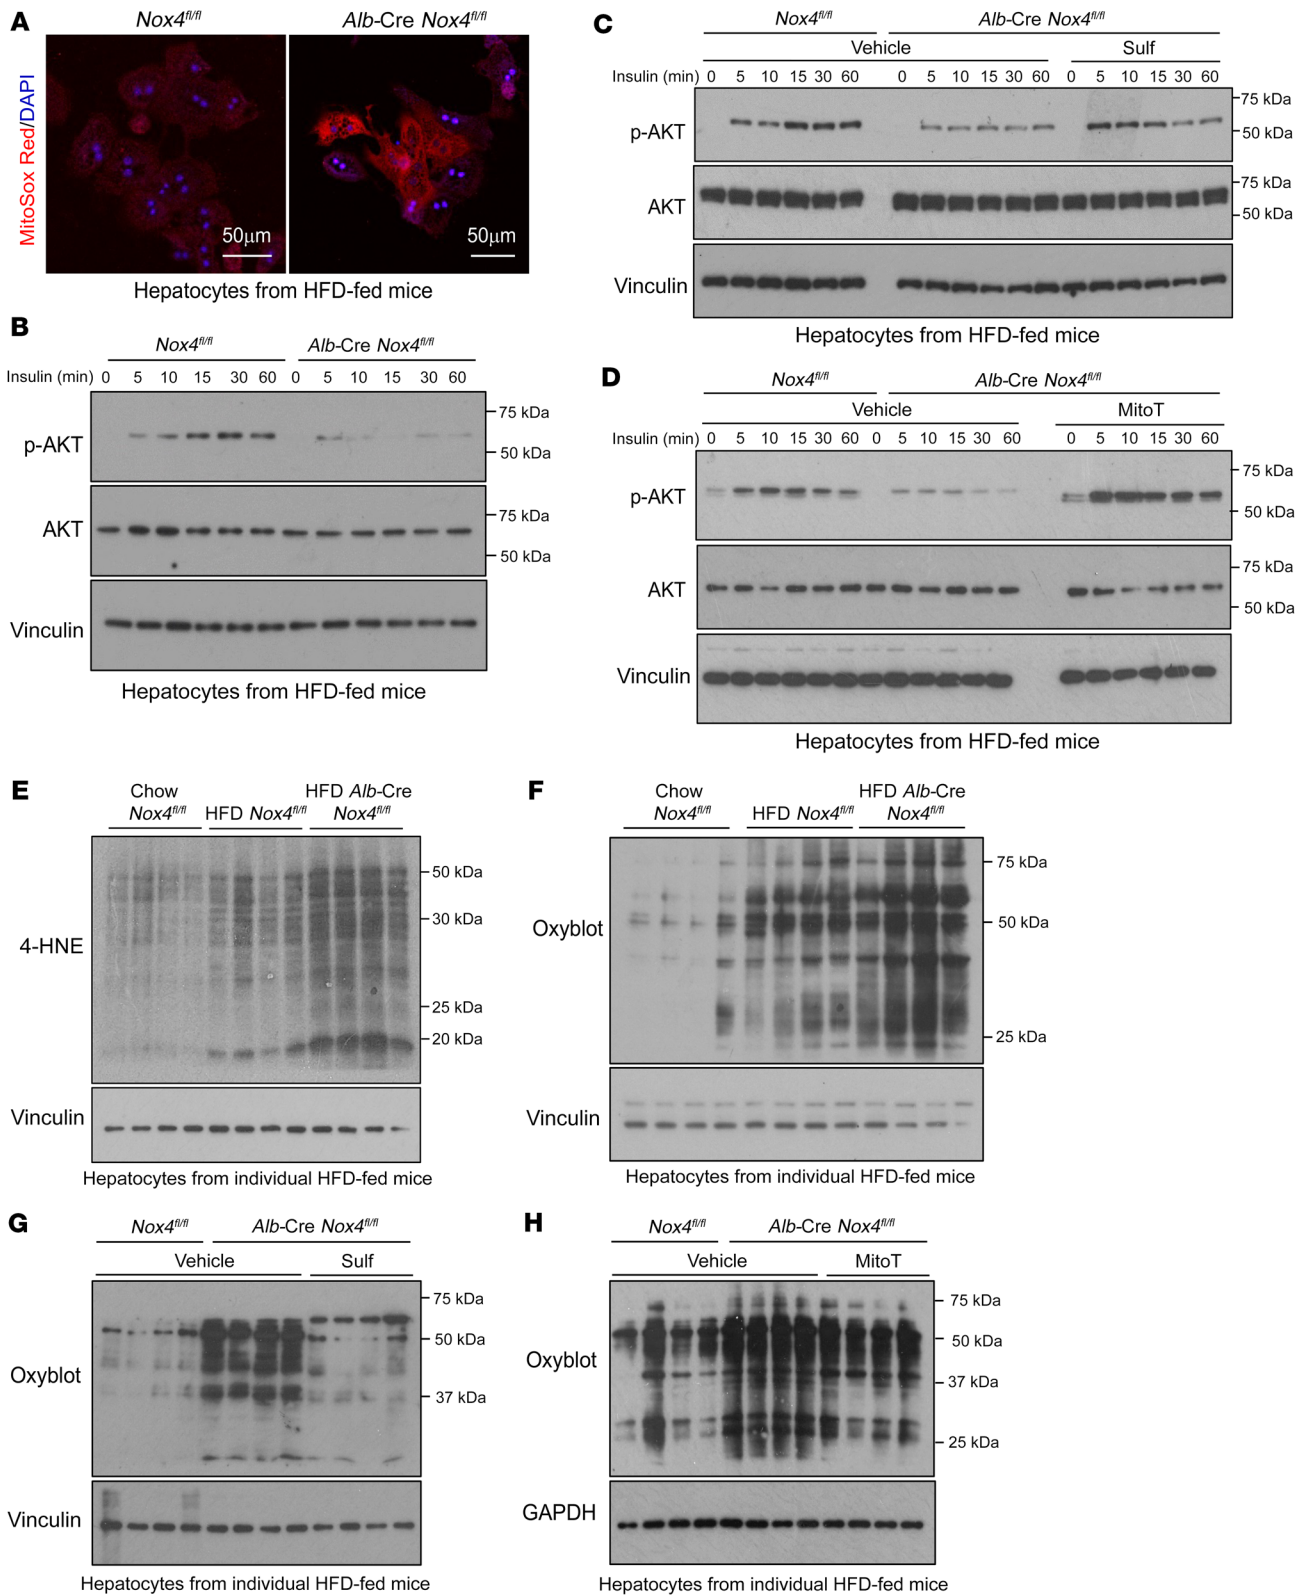 A
Nox4fl/fl
Alb-Cre Nox4fl/fl
MitoSox Red/DAPI
50μm
50μm
Hepatocytes from HFD-fed mice
B
Nox4fl/fl
Alb-Cre Nox4fl/fl
Insulin (min) 0 5 10 15 30 60 0 5 10 15 30 60
p-AKT
75 kDa
50 kDa
AKT
75 kDa
50 kDa
Vinculin
Hepatocytes from HFD-fed mice
C
Nox4fl/fl
Alb-Cre Nox4fl/fl
Vehicle
Sulf
Insulin (min) 0 5 10 15 30 60 0 5 10 15 30 60 0 5 10 15 30 60
p-AKT
75 kDa
50 kDa
AKT
75 kDa
50 kDa
Vinculin
Hepatocytes from HFD-fed mice
D
Nox4fl/fl
Alb-Cre Nox4fl/fl
Vehicle
MitoT
Insulin (min) 0 5 10 15 30 60 0 5 10 15 30 60 0 5 10 15 30 60
p-AKT
75 kDa
50 kDa
AKT
75 kDa
50 kDa
Vinculin
Hepatocytes from HFD-fed mice
E
Chow
Nox4fl/fl
HFD Nox4fl/fl
HFD Alb-Cre
Nox4fl/fl
4-HNE
50 kDa
30 kDa
25 kDa
20 kDa
Vinculin
Hepatocytes from individual HFD-fed mice
F
Chow
Nox4fl/fl
HFD Nox4fl/fl
HFD Alb-Cre
Nox4fl/fl
Oxyblot
75 kDa
50 kDa
25 kDa
Vinculin
Hepatocytes from individual HFD-fed mice
G
Nox4fl/fl
Alb-Cre Nox4fl/fl
Vehicle
Sulf
Oxyblot
75 kDa
50 kDa
37 kDa
Vinculin
Hepatocytes from individual HFD-fed mice
H
Nox4fl/fl
Alb-Cre Nox4fl/fl
Vehicle
MitoT
Oxyblot
75 kDa
50 kDa
37 kDa
25 kDa
GAPDH
Hepatocytes from individual HFD-fed mice